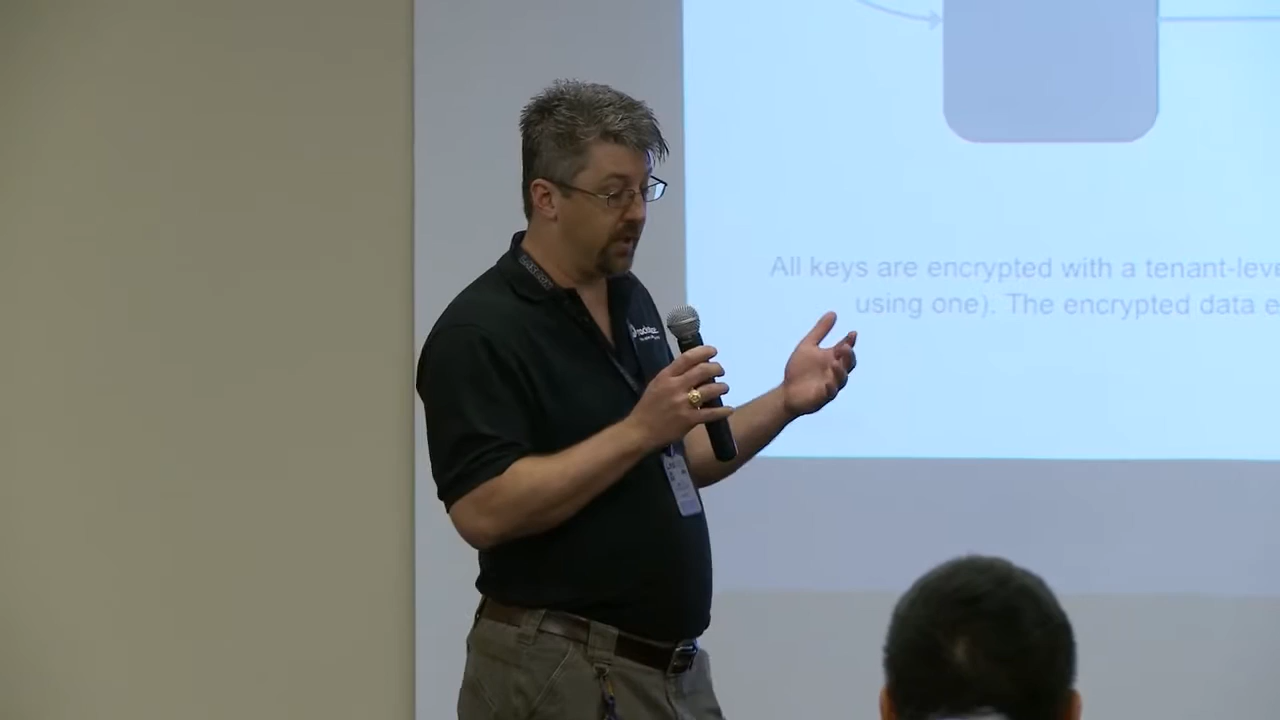 All keys are encrypted with a tenant-leve
using one). The encrypted data e